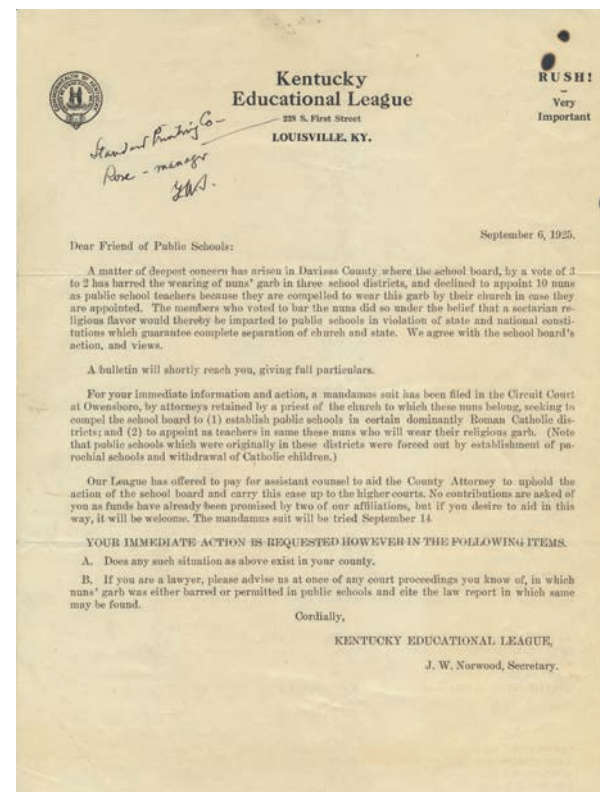 Kentucky
Educational League
228 S. First Street
LOUISVILLE, KY.
RUSH!
–
Very
Important
Standard Printing Co –
Rose – manager
September 6, 1925.
Dear Friend of Public Schools:
A matter of deepest concern has arisen in Daviess County where the school board, by a vote of 3
to 2 has barred the wearing of nuns' garb in three school districts, and declined to appoint 10 nuns
as public school teachers because they are compelled to wear this garb by their church in case they
are appointed. The members who voted to bar the nuns did so under the belief that a sectarian re-
ligious flavor would thereby be imparted to public schools in violation of state and national consti-
tutions which guarantee complete separation of church and state. We agree with the school board's
action, and views.
A bulletin will shortly reach you, giving full particulars.
For your immediate information and action, a mandamas suit has been filed in the Circuit Court
at Owensboro, by attorneys retained by a priest of the church to which these nuns belong, seeking to
compel the school board to (1) establish public schools in certain dominantly Roman Catholic dis-
tricts; and (2) to appoint as teachers in same these nuns who will wear their religious garb. (Note
that public schools which were originally in these districts were forced out by establishment of pa-
rochial schools and withdrawal of Catholic children.)
Our League has offered to pay for assistant counsel to aid the County Attorney to uphold the
action of the school board and carry this case up to the higher courts. No contributions are asked of
you as funds have already been promised by two of our affiliations, but if you desire to aid in this
way, it will be welcome. The mandamus suit will be tried September 14.
YOUR IMMEDIATE ACTION IS REQUESTED HOWEVER IN THE FOLLOWING ITEMS.
A. Does any such situation as above exist in your county.
B. If you are a lawyer, please advise us at once of any court proceedings you know of, in which
nuns' garb was either barred or permitted in public schools and cite the law report in which same
may be found.
Cordially,
KENTUCKY EDUCATIONAL LEAGUE,
J. W. Norwood, Secretary.